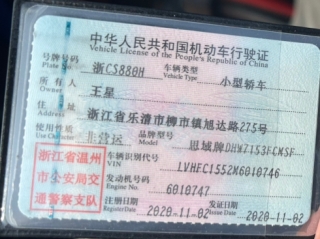 中华人民共和国机动车行驶证
Vehicle License of the People's Republic of China
号牌号码 浙CS880H 车辆类型 小型轿车
Plate No. Vehicle Type
所有人 王星
Owner
住址 浙江省乐清市柳市镇旭达路275号
Address
使用性质 非营运 品牌型号 思域牌DHW7153FCMSF
Use Character Model
浙江省温州 车辆识别代号 LVHFC1552M6010746
VIN
市公安局交 发动机号码 6010747
Engine No.
通警察支队 注册日期 2020-11-02 发证日期 2020-11-02
Register Date Issue Date